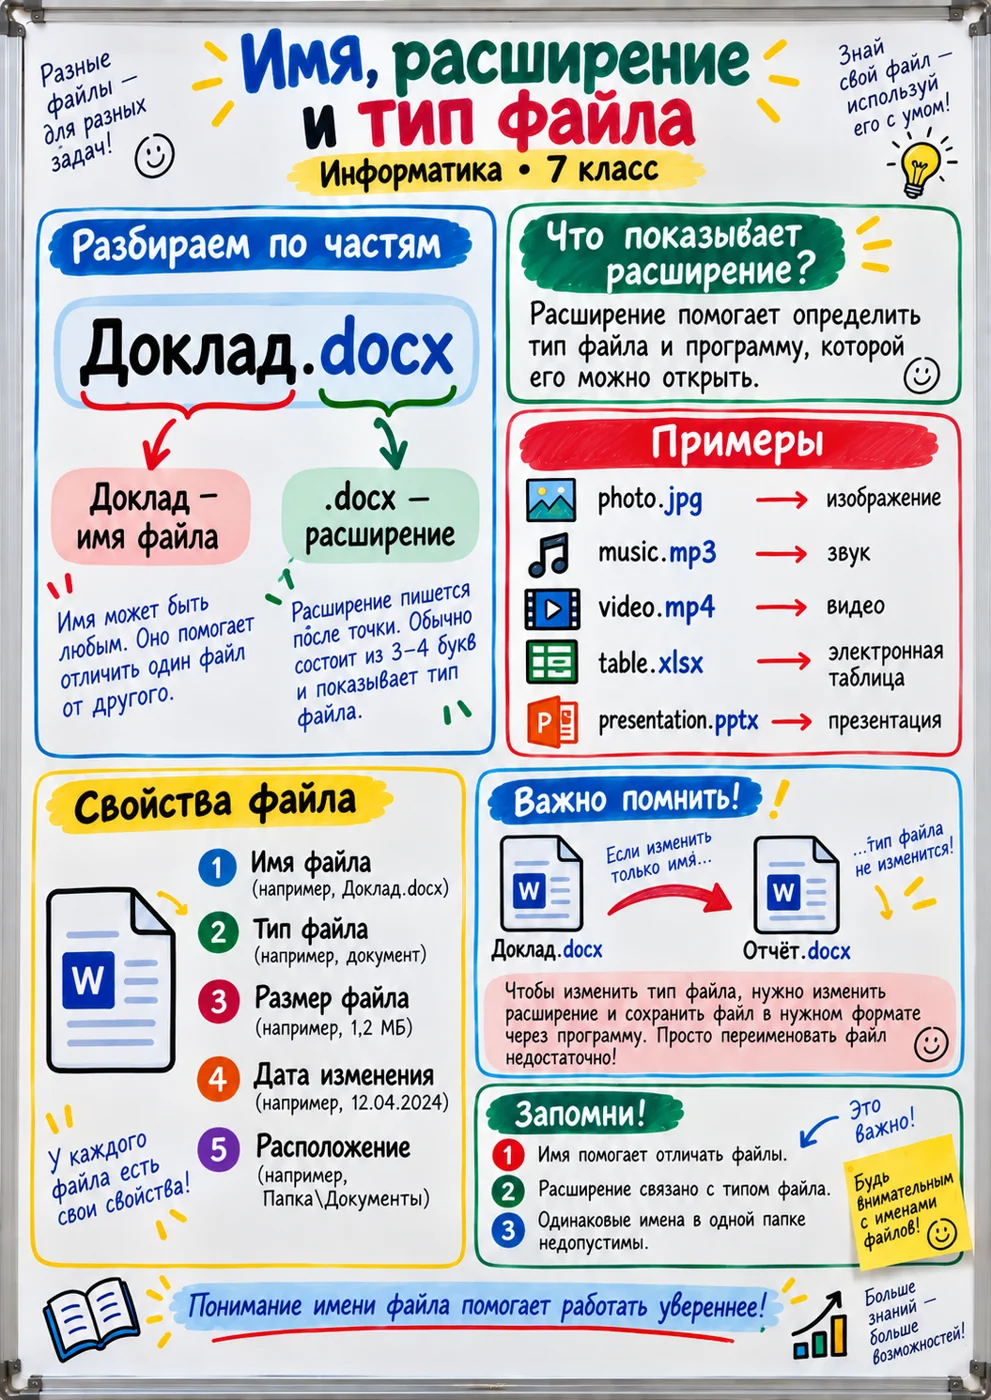 Разные
файлы –
для разных
задач!
Имя, расширение
и тип файла
Информатика • 7 класс
Знай
свой файл –
используй
его с умом!
Разбираем по частям
Доклад.docx
Доклад –
имя файла
.docx –
расширение
Имя может быть
любым. Оно помогает
отличить один файл
от другого.
Расширение пишется
после точки. Обычно
состоит из 3–4 букв
и показывает тип
файла.
Что показывает
расширение?
Расширение помогает определить
тип файла и программу, которой
его можно открыть.
Примеры
photo.jpg → изображение
music.mp3 → звук
video.mp4 → видео
table.xlsx → электронная
таблица
P
presentation.pptx → презентация
Свойства файла
W
1 Имя файла
(например, Доклад.docx)
2 Тип файла
(например, документ)
3 Размер файла
(например, 1,2 МБ)
4 Дата изменения
(например, 12.04.2024)
5 Расположение
(например,
Папка\Документы)
У каждого
файла есть
свои свойства!
Важно помнить!
W
Доклад.docx
Если изменить
только имя...
W
Отчёт.docx
...тип файла
не изменится!
Чтобы изменить тип файла, нужно изменить
расширение и сохранить файл в нужном формате
через программу. Просто переименовать файл
недостаточно!
Запомни!
Это
важно!
1 Имя помогает отличать файлы.
2 Расширение связано с типом файла.
3 Одинаковые имена в одной папке
недопустимы.
Будь
внимательным
с именами
файлов!
Понимание имени файла помогает работать увереннее!
Больше
знаний –
больше
возможностей!